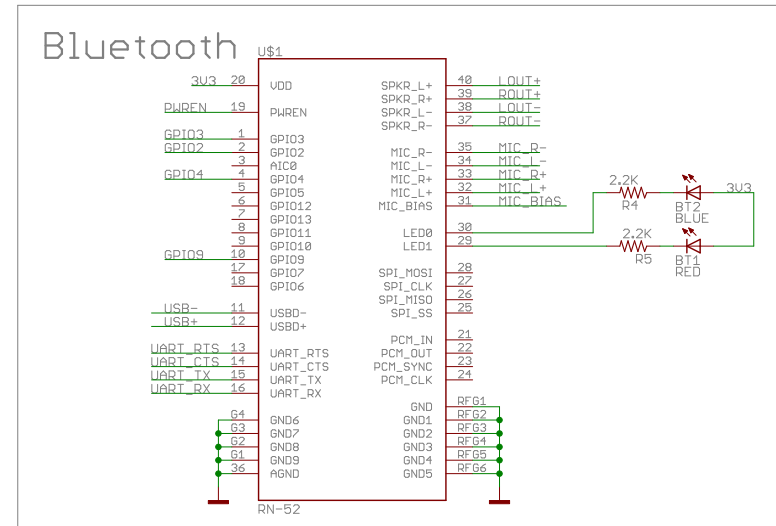 Bluetooth
U$1
3V3 20 VDD
PWREN 19 PWREN
GPIO3 1 GPIO3
GPIO2 2 GPIO2
3 AIC0
GPIO4 4 GPIO4
5 GPIO5
6 GPIO12
7 GPIO13
8 GPIO11
9 GPIO10
GPIO9 10 GPIO9
17 GPIO7
18 GPIO6
USB- 11 USBD-
USB+ 12 USBD+
UART_RTS 13 UART_RTS
UART_CTS 14 UART_CTS
UART_TX 15 UART_TX
UART_RX 16 UART_RX
G4 GND6
G3 GND7
G2 GND8
G1 GND9
36 AGND
RN-52
SPKR_L+ 40 LOUT+
SPKR_R+ 39 ROUT+
SPKR_L- 38 LOUT-
SPKR_R- 37 ROUT-
MIC_R- 35 MIC_R-
MIC_L- 34 MIC_L-
MIC_R+ 33 MIC_R+
MIC_L+ 32 MIC_L+
MIC_BIAS 31 MIC_BIAS
LED0 30
LED1 29
SPI_MOSI 28
SPI_CLK 27
SPI_MISO 26
SPI_SS 25
PCM_IN 21
PCM_OUT 22
PCM_SYNC 23
PCM_CLK 24
GND RFG1
GND1 RFG2
GND2 RFG3
GND3 RFG4
GND4 RFG5
GND5 RFG6
2.2K
R4
BT2
BLUE
3V3
2.2K
R5
BT1
RED